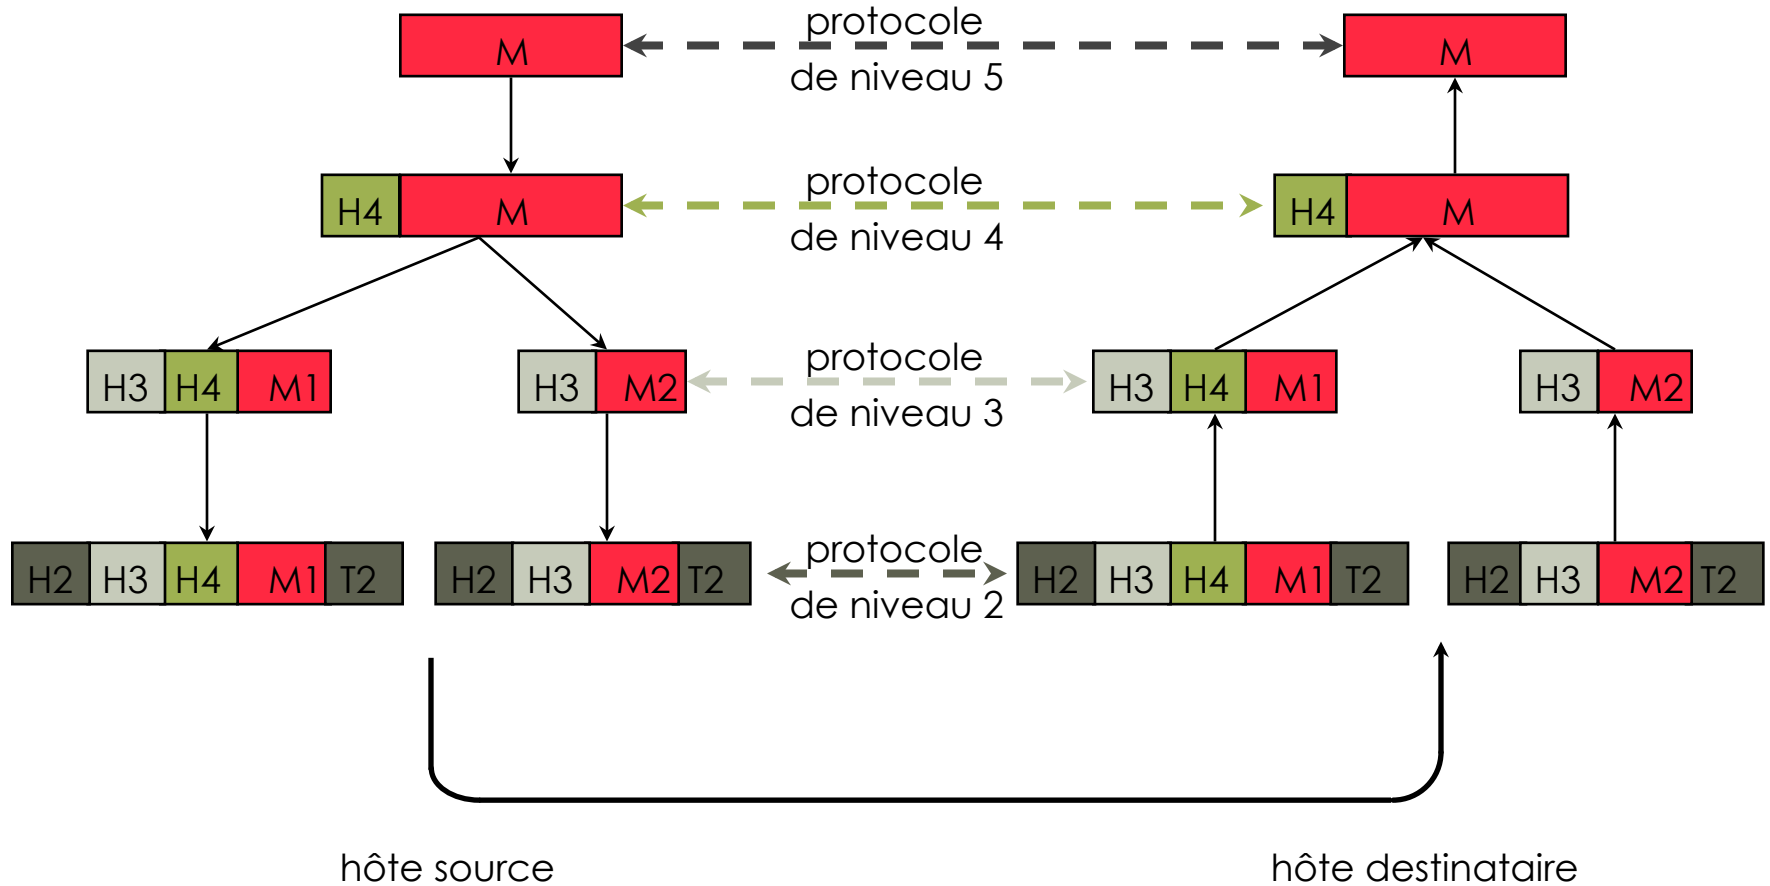 M protocole M
de niveau 5
H4 M protocole H4 M
de niveau 4
H3 H4 M1 H3 M2 protocole H3 H4 M1 H3 M2
de niveau 3
H2 H3 H4 M1 T2 H2 H3 M2 T2 protocole H2 H3 H4 M1 T2 H2 H3 M2 T2
de niveau 2
hôte source hôte destinataire